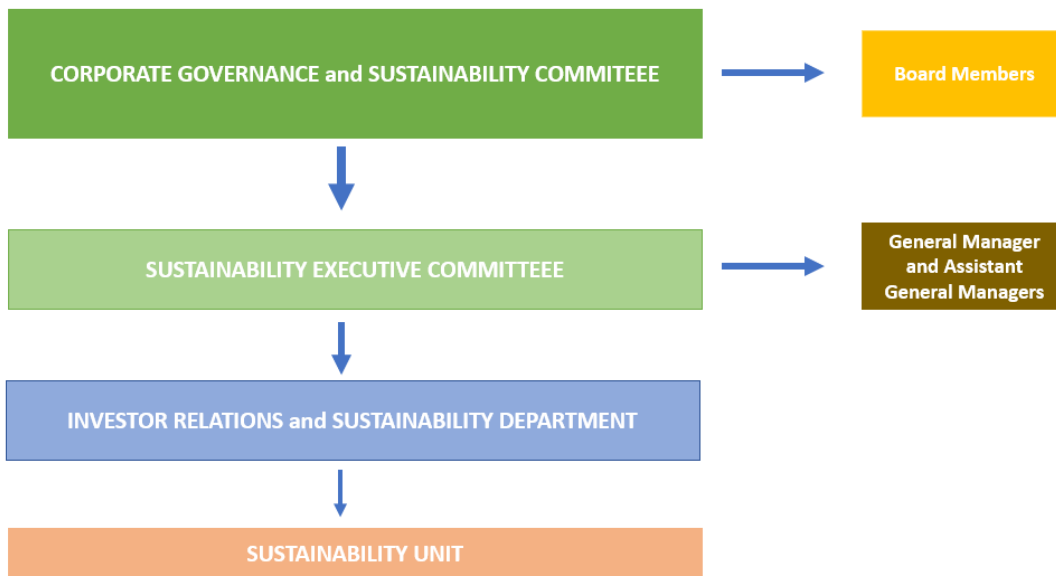 CORPORATE GOVERNANCE and SUSTAINABILITY COMMITEEE
Board Members
SUSTAINABILITY EXECUTIVE COMMITTEEE
General Manager
and Assistant
General Managers
INVESTOR RELATIONS and SUSTAINABILITY DEPARTMENT
SUSTAINABILITY UNIT